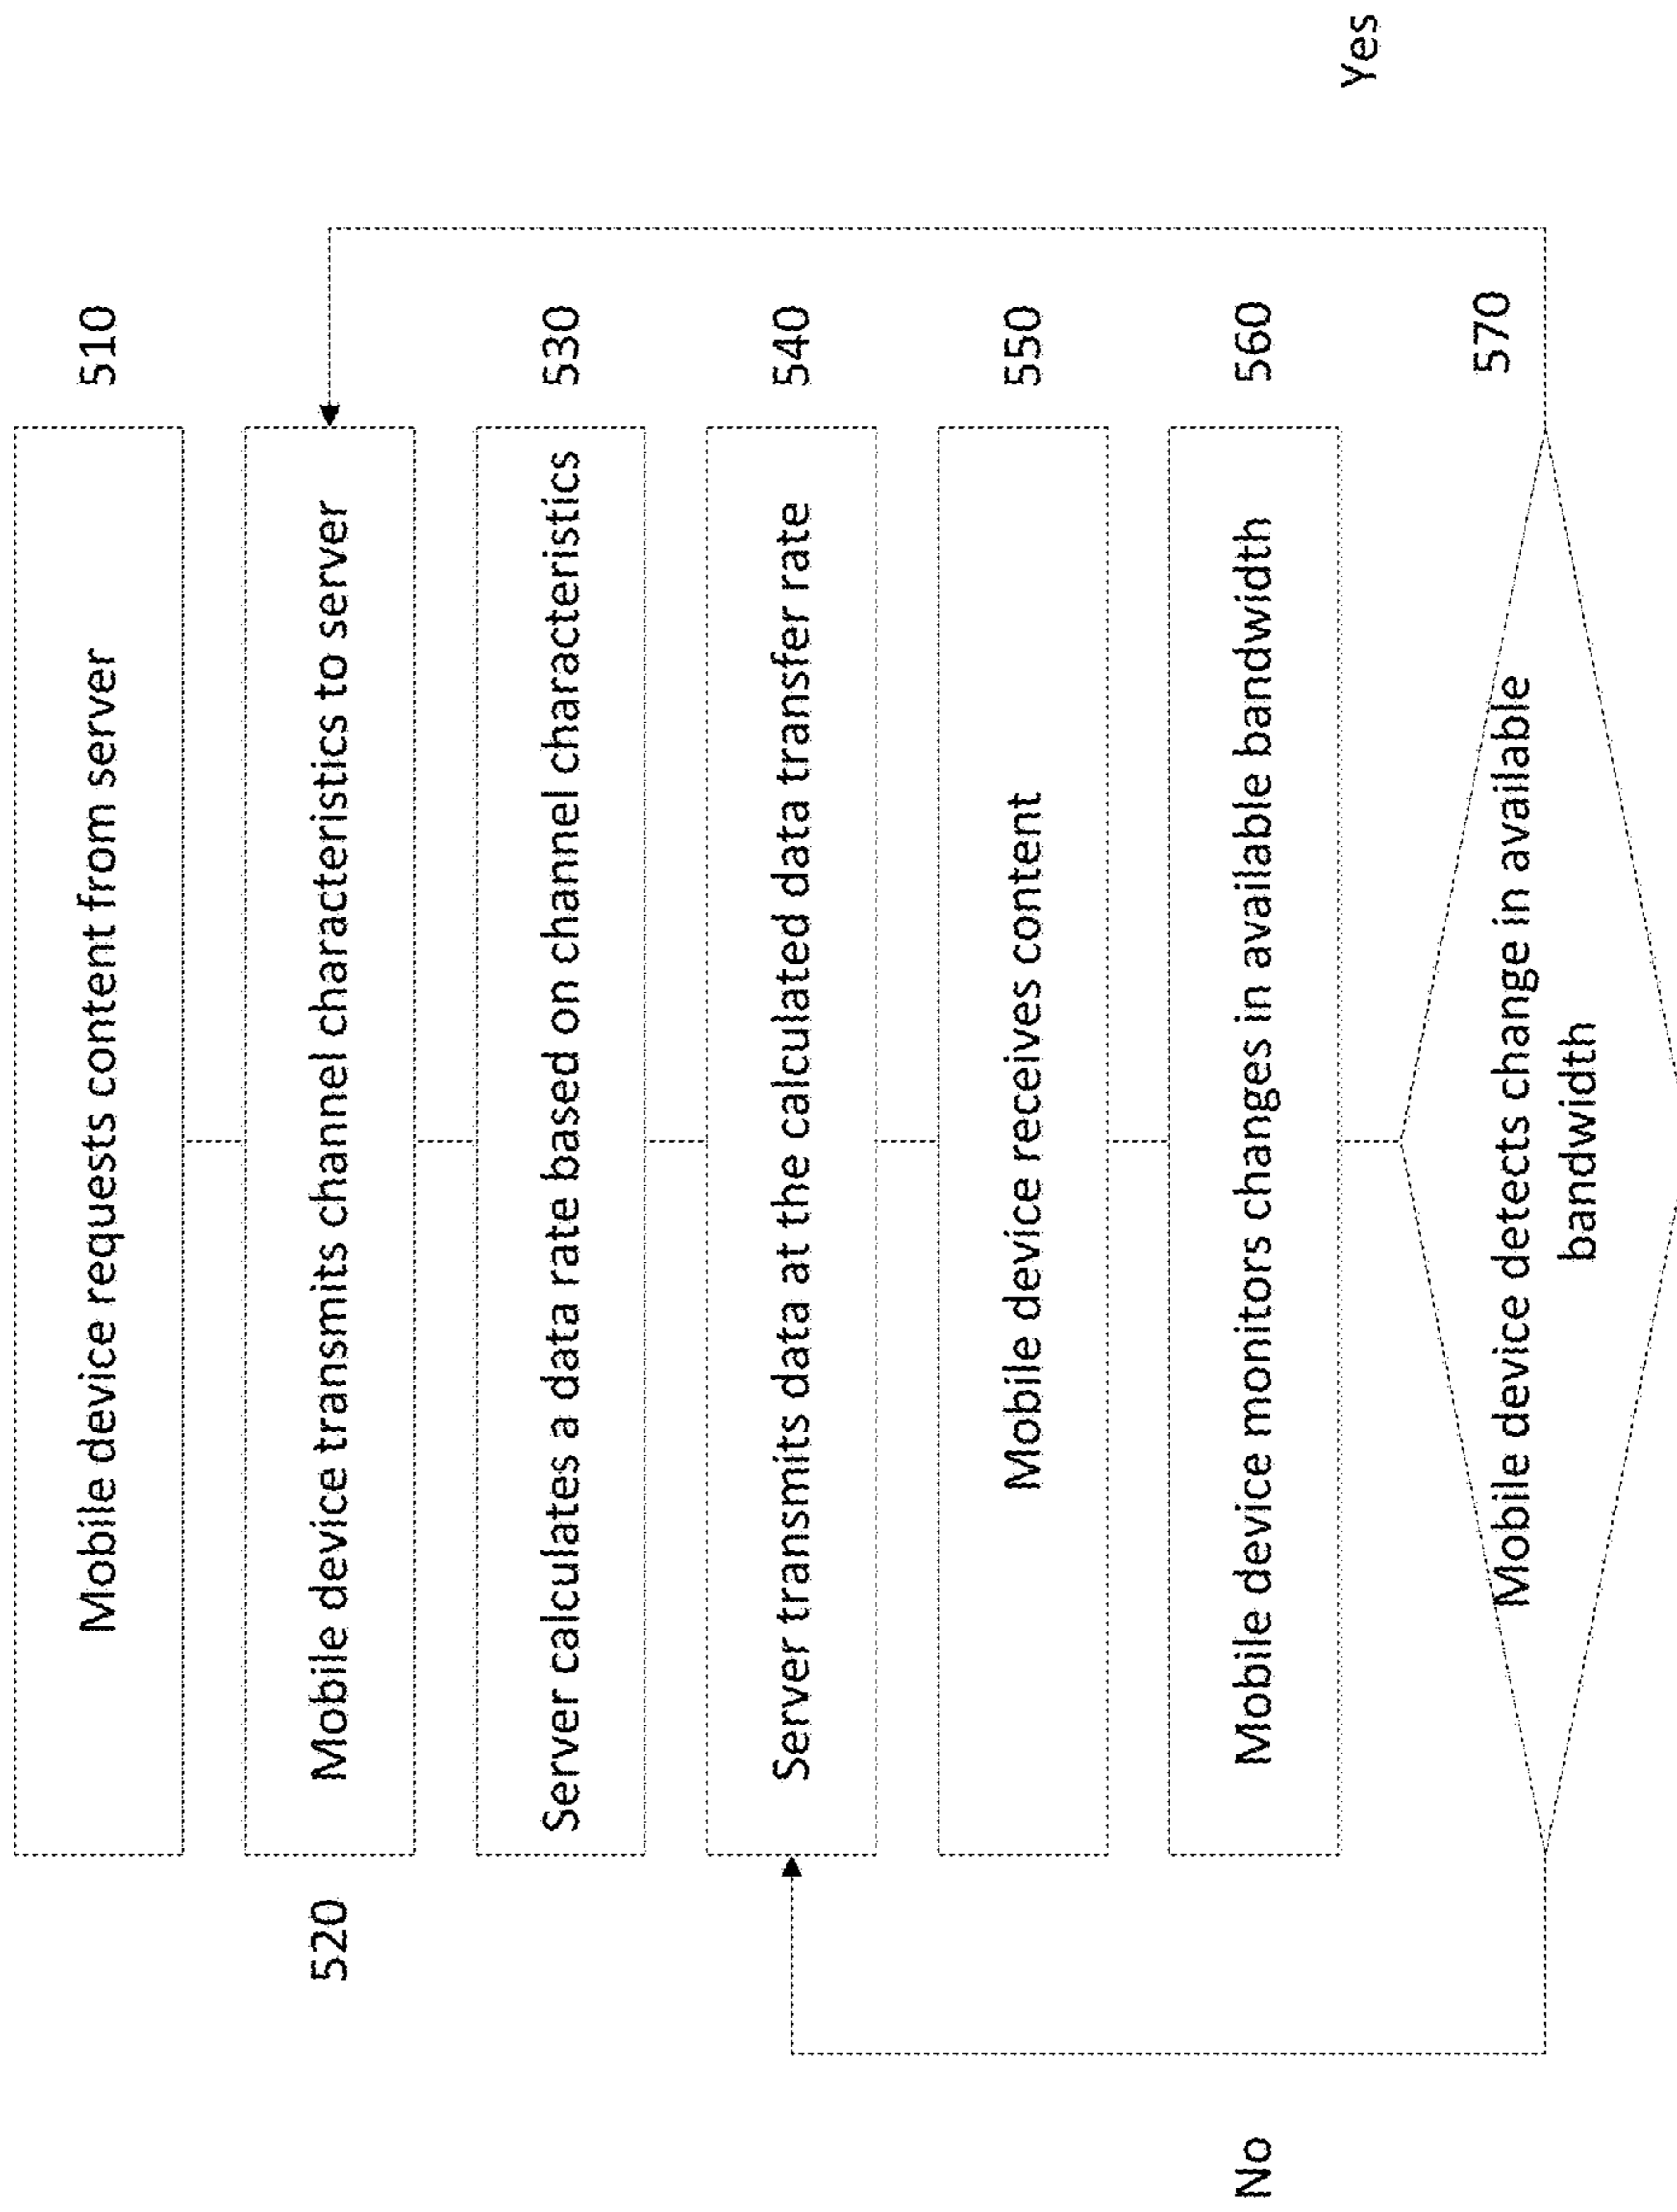 Mobile device requests content from server
510
520
Mobile device transmits channel characteristics to server
Server calculates a data rate based on channel characteristics
530
Server transmits data at the calculated data transfer rate
540
Mobile device receives content
550
Mobile device monitors changes in available bandwidth
560
570
Mobile device detects change in available
bandwidth
No
Yes